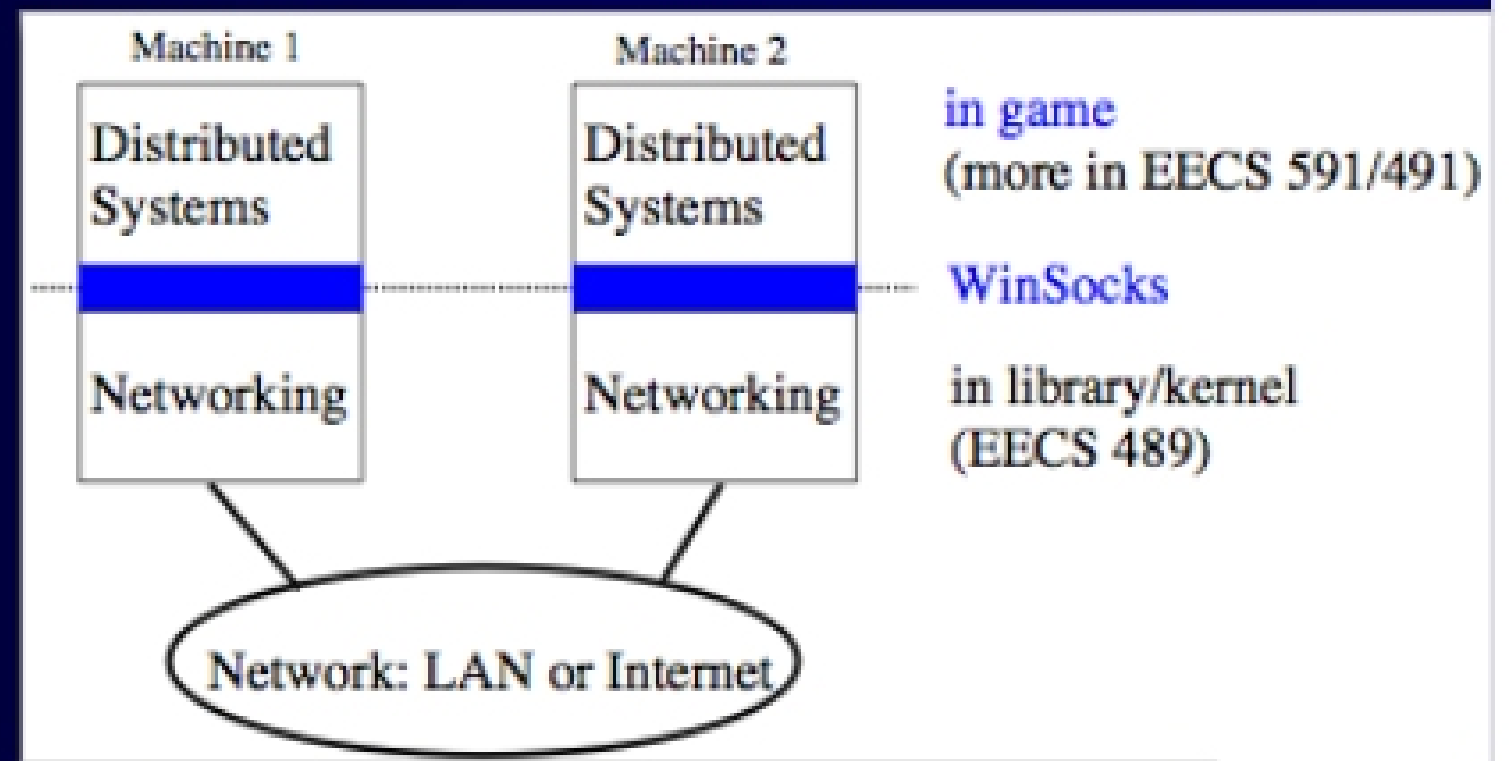 Machine 1
Machine 2
Distributed
Systems
Distributed
Systems
in game
(more in EECS 591/491)
WinSocks
Networking
Networking
in library/kernel
(EECS 489)
Network: LAN or Internet